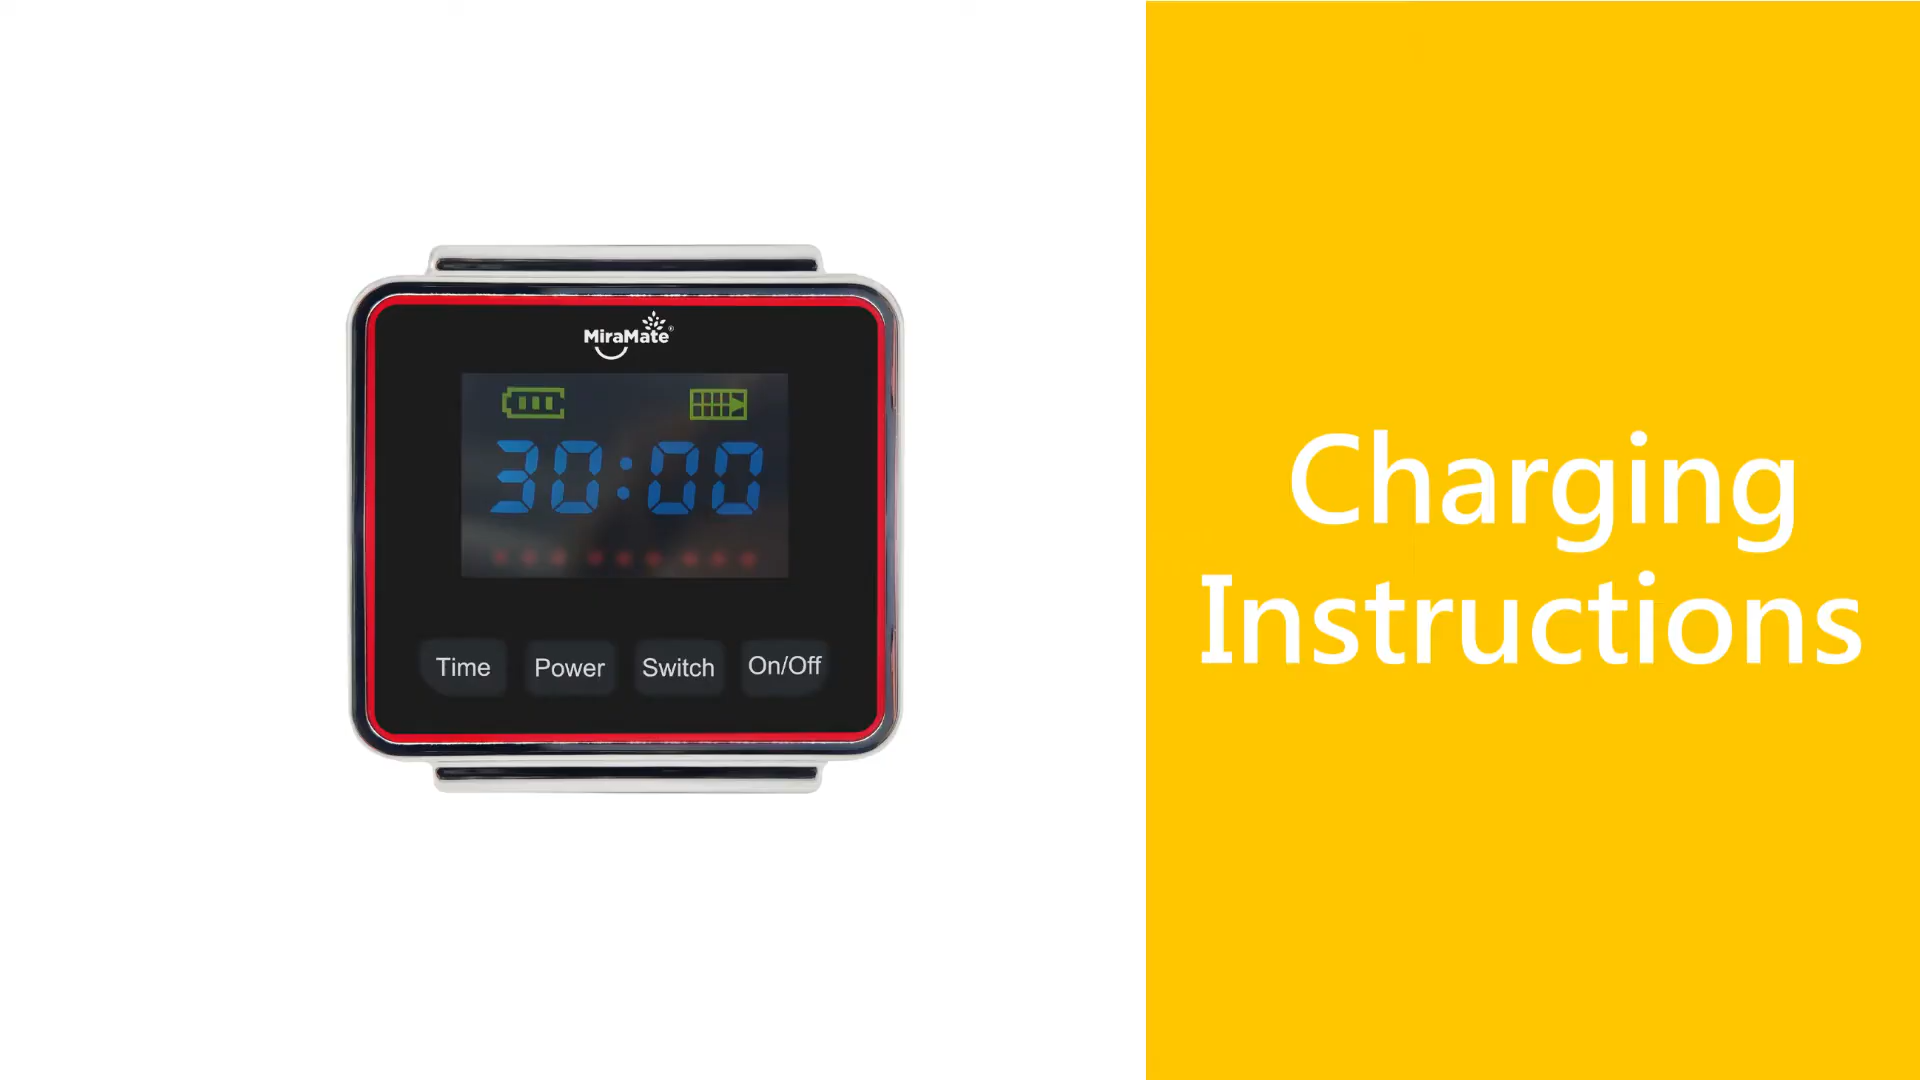 MiraMate®
30:00
Time Power Switch On/Off
Charging
Instructions